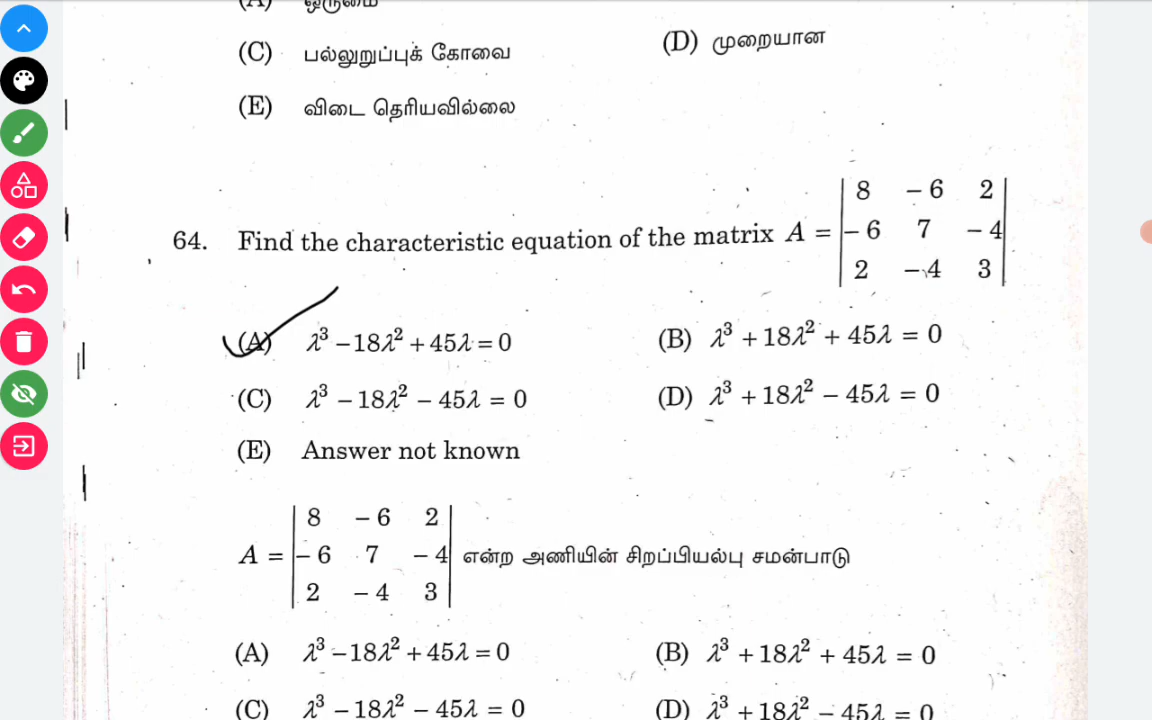 (A) ஒருமை
(C) பல்லுறுப்புக் கோவை (D) முறையான
(E) விடை தெரியவில்லை
8 – 6 2
64. Find the characteristic equation of the matrix A = – 6 7 – 4
2 – 4 3
(A) λ³ – 18λ² + 45λ = 0 (B) λ³ + 18λ² + 45λ = 0
(C) λ³ – 18λ² – 45λ = 0 (D) λ³ + 18λ² – 45λ = 0
(E) Answer not known
8 – 6 2
A = – 6 7 – 4 என்ற அணியின் சிறப்பியல்பு சமன்பாடு
2 – 4 3
(A) λ³ – 18λ² + 45λ = 0 (B) λ³ + 18λ² + 45λ = 0
(C) λ³ – 18λ² – 45λ = 0 (D) λ³ + 18λ² – 45λ = 0